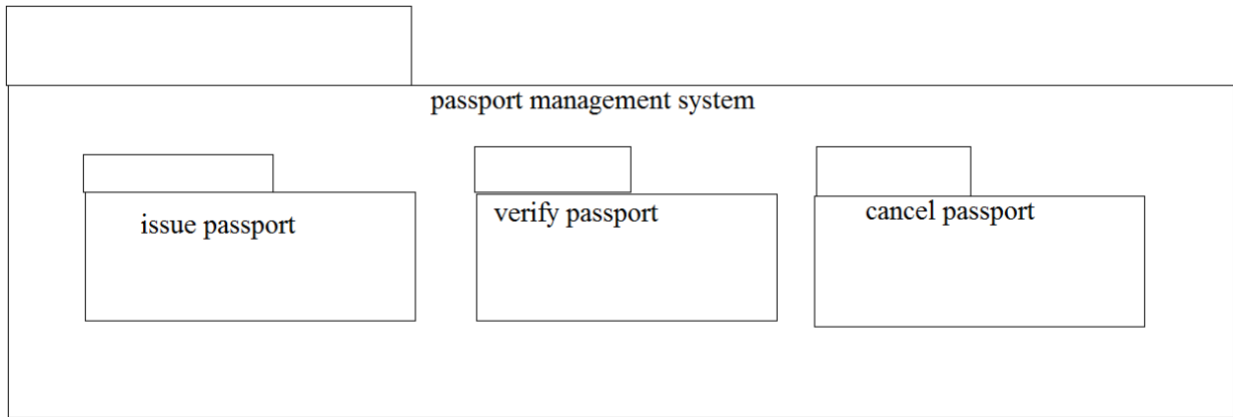 passport management system
issue passport
verify passport
cancel passport